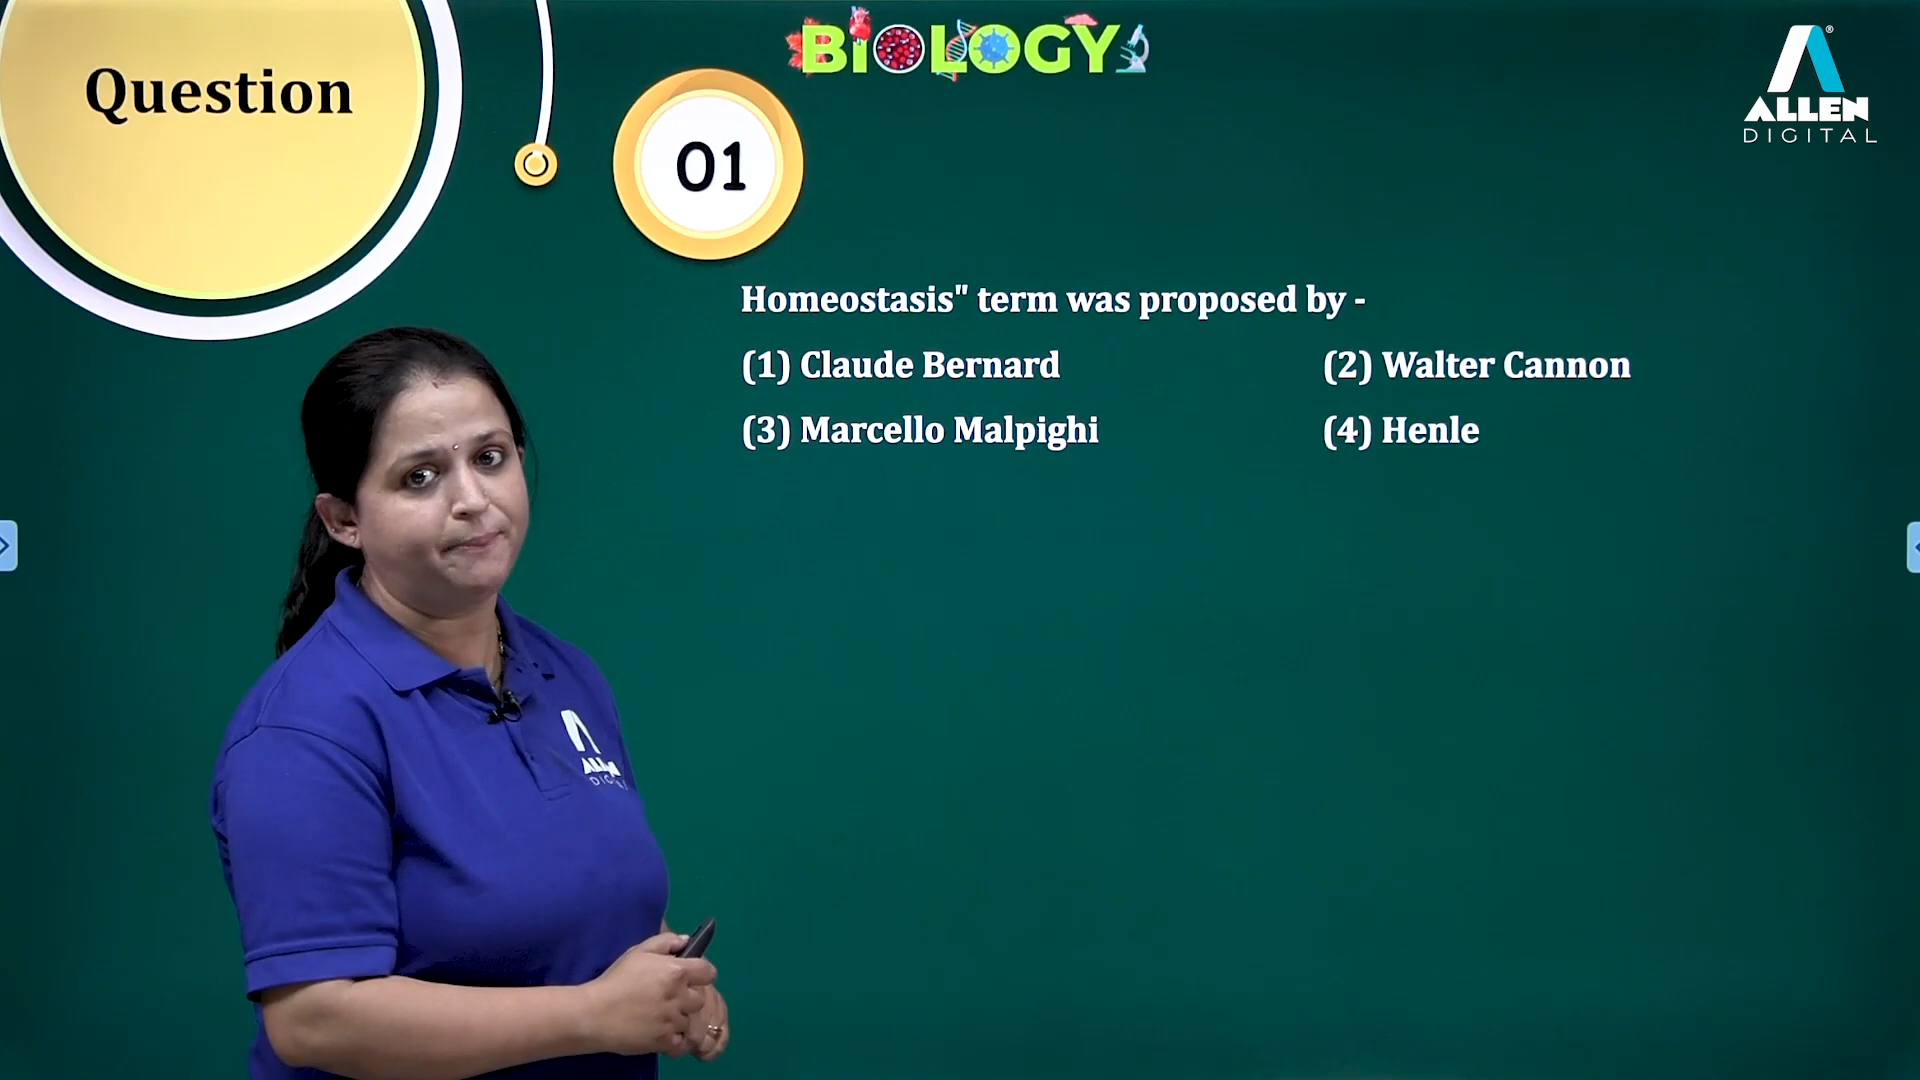 BIOLOGY
Question
01
ALLEN
DIGITAL
Homeostasis" term was proposed by -
(1) Claude Bernard (2) Walter Cannon
(3) Marcello Malpighi (4) Henle
ALLEN